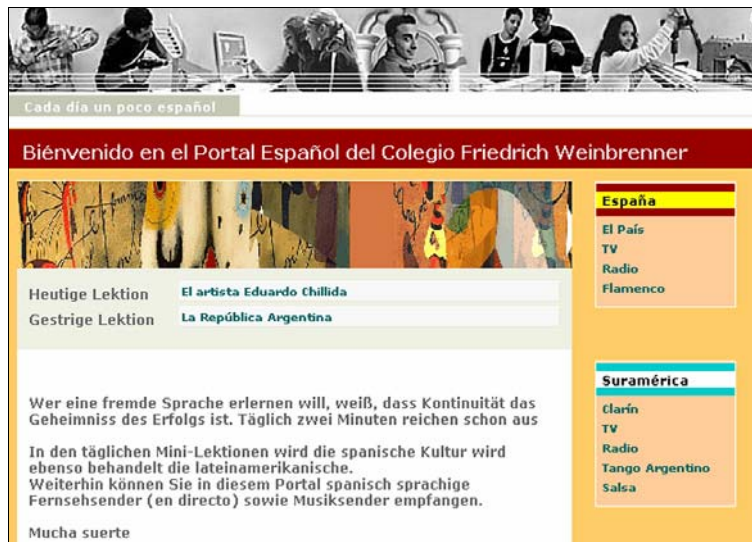 Cada día un poco español
Biénvenido en el Portal Español del Colegio Friedrich Weinbrenner
Heutige Lektion El artista Eduardo Chillida
Gestrige Lektion La República Argentina
Wer eine fremde Sprache erlernen will, weiß, dass Kontinuität das
Geheimniss des Erfolgs ist. Täglich zwei Minuten reichen schon aus
In den täglichen Mini-Lektionen wird die spanische Kultur wird
ebenso behandelt die lateinamerikanische.
Weiterhin können Sie in diesem Portal spanisch sprachige
Fernsehsender (en directo) sowie Musiksender empfangen.
Mucha suerte
España
El País
TV
Radio
Flamenco
Suramérica
Clarín
TV
Radio
Tango Argentino
Salsa